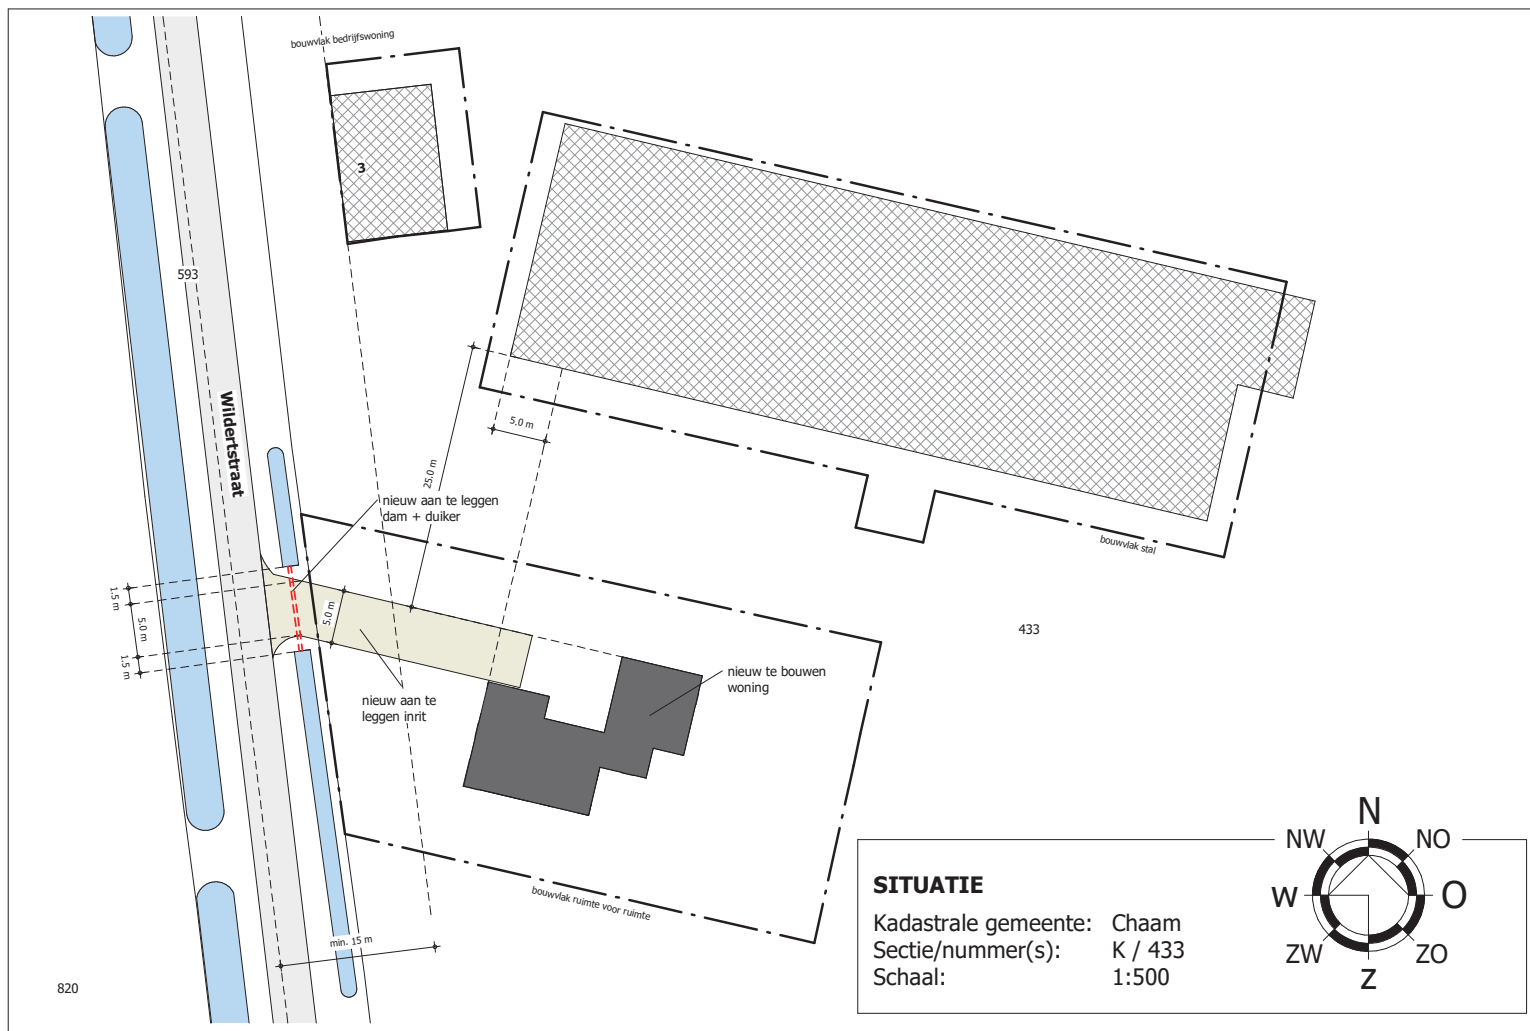 bouwvlak bedrijfswoning
3
593
Wildertstraat
5.0 m
25.0 m
nieuw aan te leggen
dam + duiker
bouwvlak stal
1.5 m
5.0 m
1.5 m
5.0 m
433
nieuw te bouwen
woning
nieuw aan te
leggen inrit
bouwvlak ruimte voor ruimte
min. 15 m
820
SITUATIE
Kadastrale gemeente: Chaam
Sectie/nummer(s): K / 433
Schaal: 1:500
N
NW
NO
W
O
ZW
ZO
Z